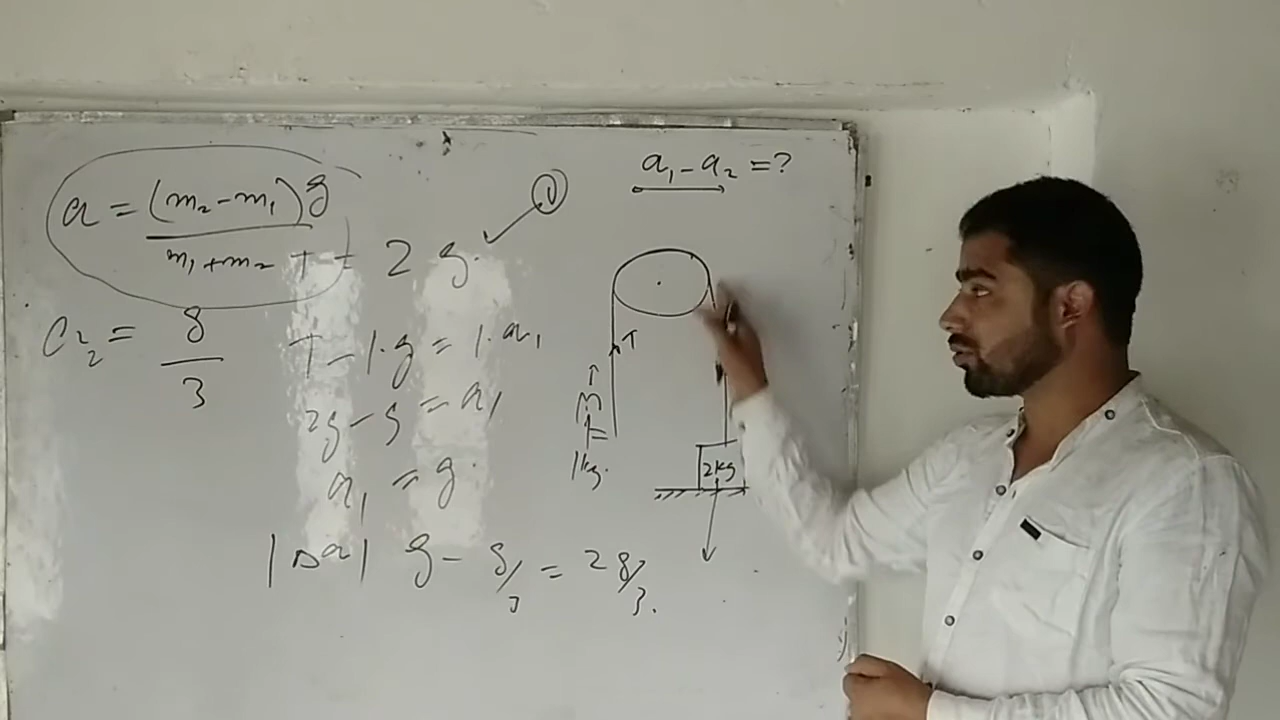 a = (m₂ - m₁)g
m₁ + m₂
T = 2g.
①
a₁ - a₂ = ?
a₂ = g
3
T - 1.g = 1.a₁
2g - g = a₁
a₁ = g.
|Δa| g - g/3 = 2g/3.
T
m
1kg.
2kg